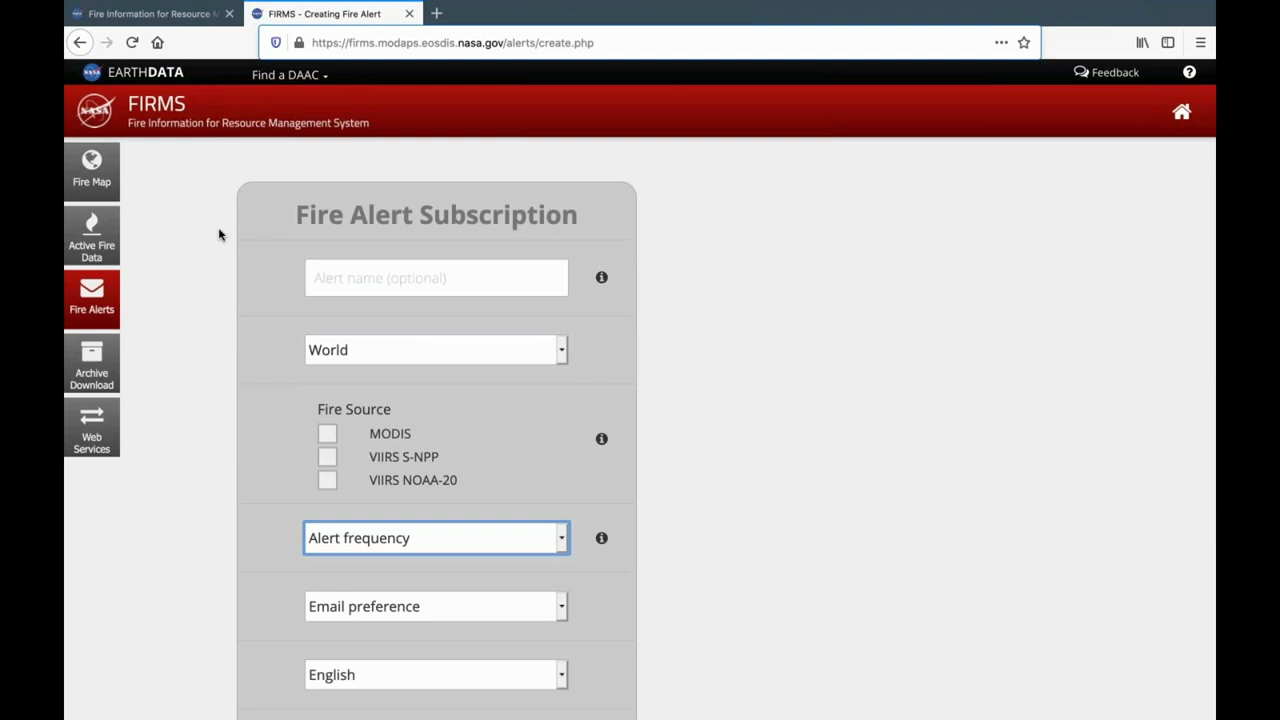 Fire Information for Resource M
FIRMS - Creating Fire Alert
https://firms.modaps.eosdis.nasa.gov/alerts/create.php
EARTHDATA
Find a DAAC
Feedback
NASA
FIRMS
Fire Information for Resource Management System
Fire Map
Active Fire
Data
Fire Alerts
Archive
Download
Web
Services
Fire Alert Subscription
Alert name (optional)
World
Fire Source
MODIS
VIIRS S-NPP
VIIRS NOAA-20
Alert frequency
Email preference
English